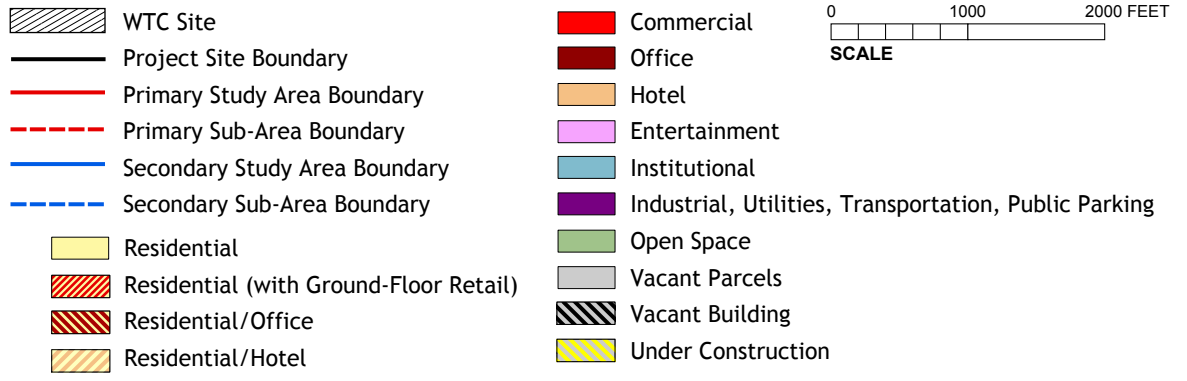 WTC Site
Project Site Boundary
Primary Study Area Boundary
Primary Sub-Area Boundary
Secondary Study Area Boundary
Secondary Sub-Area Boundary
Residential
Residential (with Ground-Floor Retail)
Residential/Office
Residential/Hotel
Commercial
Office
Hotel
Entertainment
Institutional
Industrial, Utilities, Transportation, Public Parking
Open Space
Vacant Parcels
Vacant Building
Under Construction
0 1000 2000 FEET
SCALE